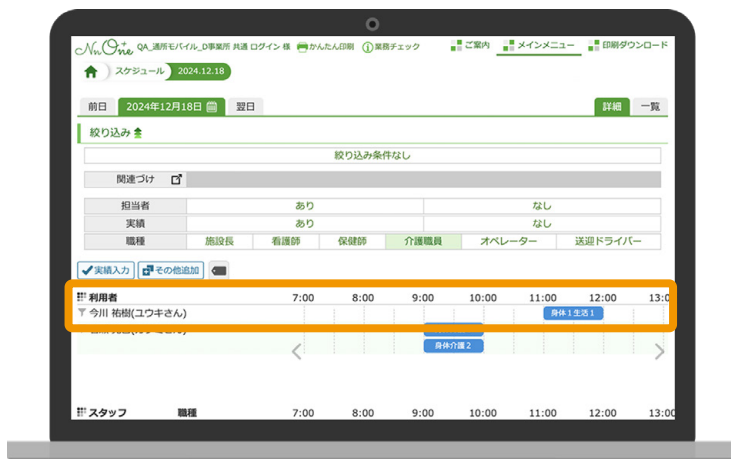 NnOne QA_通所モバイル_D事業所 共通 ログイン 様 かんたん印刷 業務チェック ご案内 メインメニュー 印刷ダウンロード
スケジュール 2024.12.18
前日 2024年12月18日 翌日 詳細 一覧
絞り込み
絞り込み条件なし
関連づけ
担当者 あり なし
実績 あり なし
職種 施設長 看護師 保健師 介護職員 オペレーター 送迎ドライバー
実績入力 その他追加
利用者 7:00 8:00 9:00 10:00 11:00 12:00 13:0
今川 祐樹(ユウキさん)
身体1生活1
身体介護2
スタッフ 職種 7:00 8:00 9:00 10:00 11:00 12:00 13:00